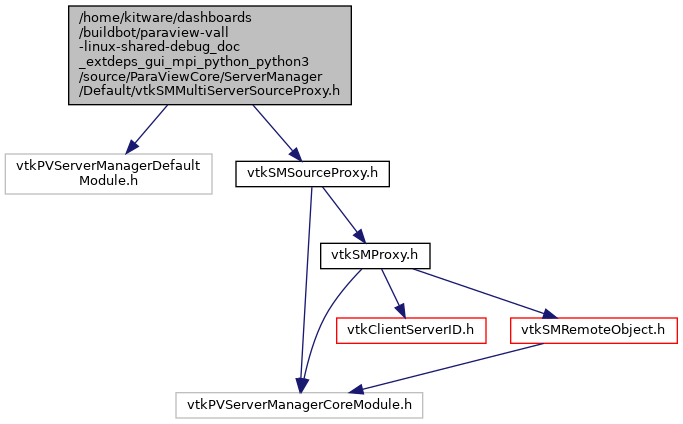 /home/kitware/dashboards
/buildbot/paraview-vall
-linux-shared-debug_doc
_extdeps_gui_mpi_python_python3
/source/ParaViewCore/ServerManager
/Default/vtkSMMultiServerSourceProxy.h
vtkPVServerManagerDefault
Module.h
vtkSMSourceProxy.h
vtkSMProxy.h
vtkClientServerID.h
vtkSMRemoteObject.h
vtkPVServerManagerCoreModule.h